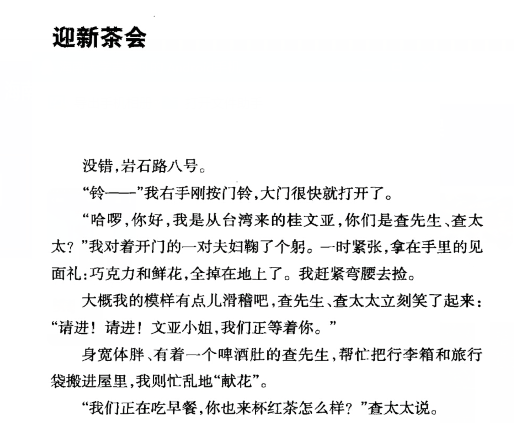 迎新茶会
没错,岩石路八号。
“铃——”我右手刚按门铃,大门很快就打开了。
“哈啰,你好,我是从台湾来的桂文亚,你们是查先生、查太
太?”我对着开门的一对夫妇鞠了个躬。一时紧张,拿在手里的见
面礼:巧克力和鲜花,全掉在地上了。我赶紧弯腰去捡。
大概我的模样有点儿滑稽吧,查先生、查太太立刻笑了起来:
“请进!请进!文亚小姐,我们正等着你。”
身宽体胖、有着一个啤酒肚的查先生,帮忙把行李箱和旅行
袋搬进屋里,我则忙乱地“献花”。
“我们正在吃早餐,你也来杯红茶怎么样?”查太太说。